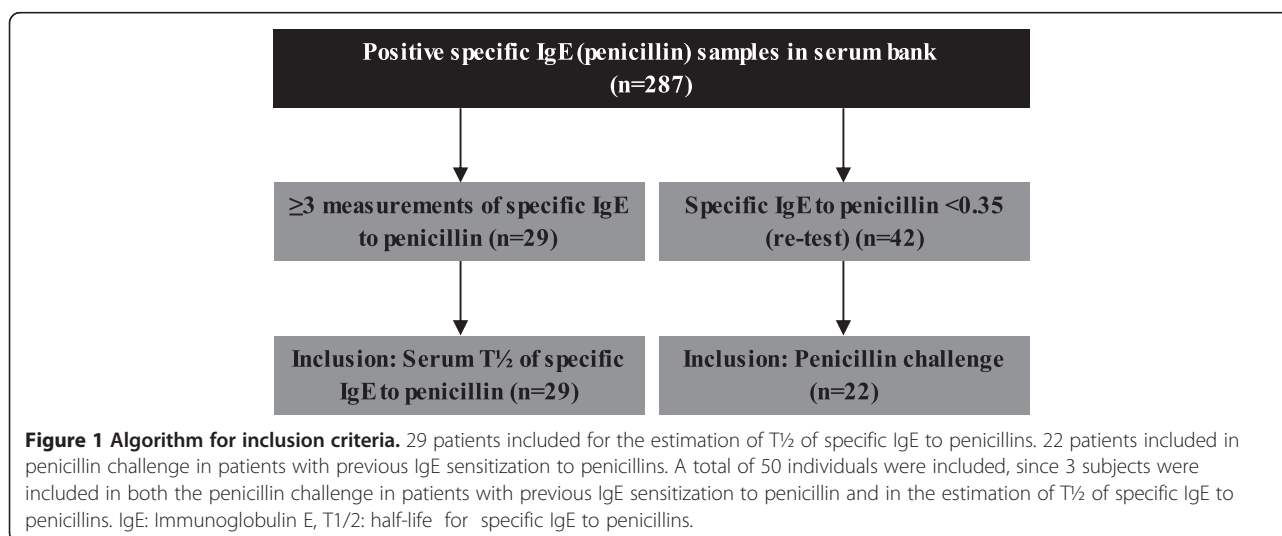 Positive specific IgE (penicillin) samples in serum bank
(n=287)
≥3 measurements of specific IgE
to penicillin (n=29)
Specific IgE to penicillin <0.35
(re-test) (n=42)
Inclusion: Serum T½ of specific
IgE to penicillin (n=29)
Inclusion: Penicillin challenge
(n=22)
Figure 1 Algorithm for inclusion criteria. 29 patients included for the estimation of T½ of specific IgE to penicillins. 22 patients included in
penicillin challenge in patients with previous IgE sensitization to penicillins. A total of 50 individuals were included, since 3 subjects were
included in both the penicillin challenge in patients with previous IgE sensitization to penicillin and in the estimation of T½ of specific IgE to
penicillins. IgE: Immunoglobulin E, T1/2: half-life for specific IgE to penicillins.